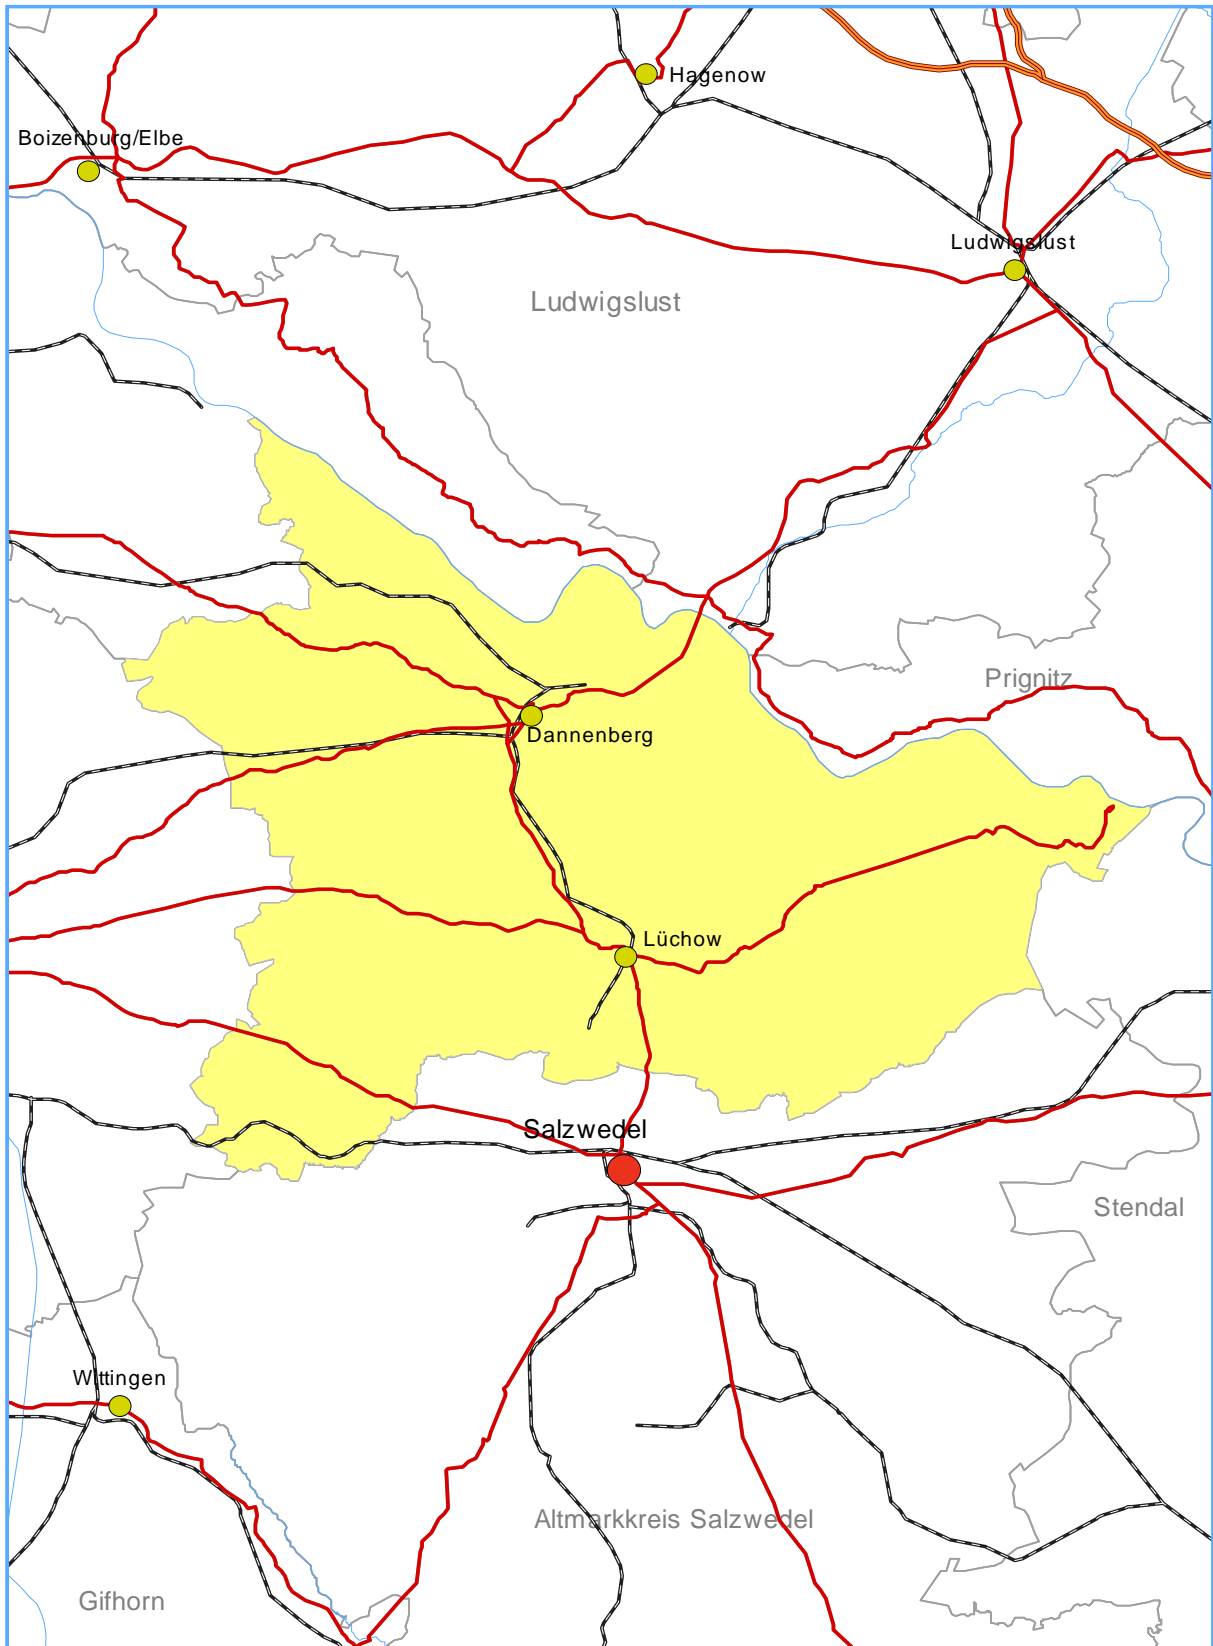 Hagenow
Boizenburg/Elbe
Ludwigslust
Ludwigslust
Prignitz
Dannenberg
Lüchow
Salzwedel
Stendal
Wittingen
Altmarkkreis Salzwedel
Gifhorn